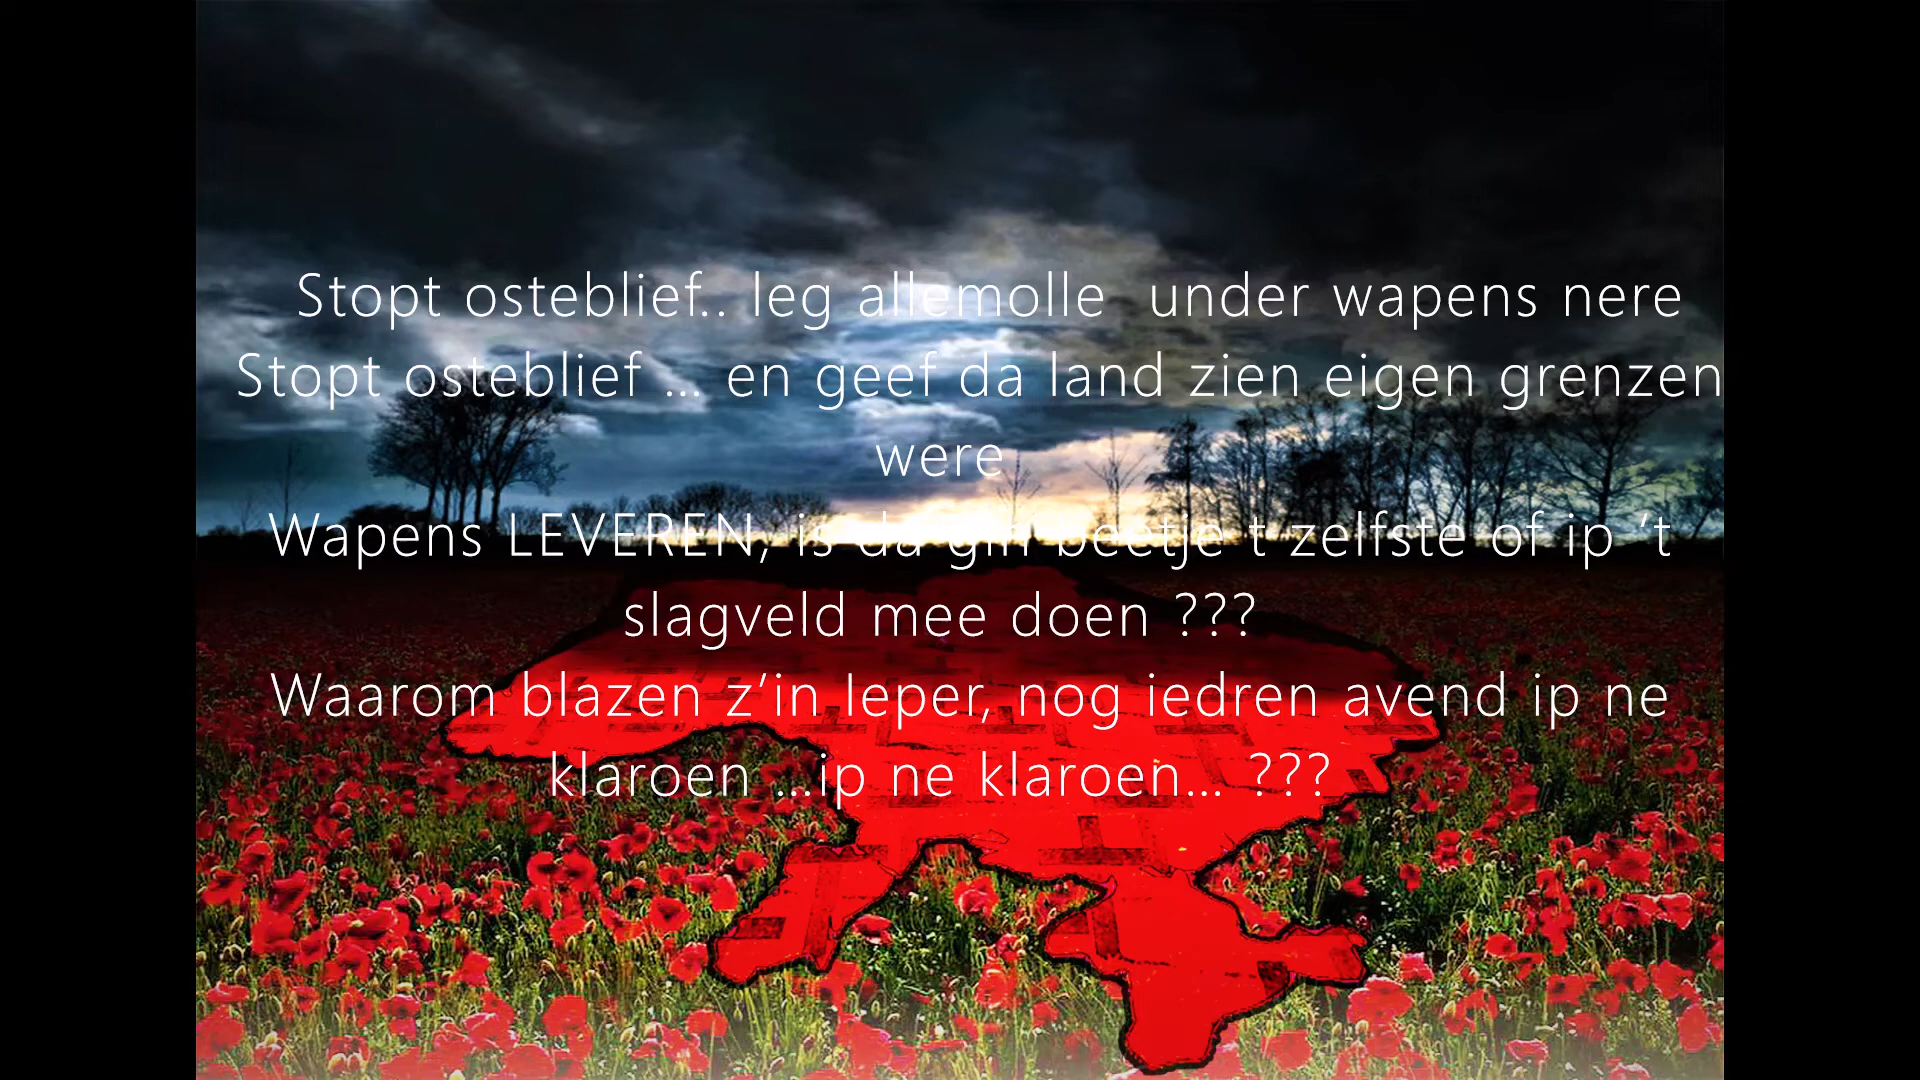 Stopt osteblief.. leg allemolle under wapens nere
Stopt osteblief ... en geef da land zien eigen grenzen
were
Wapens LEVEREN, is da gin beetje t zelfste of ip ‘t
slagveld mee doen ???
Waarom blazen z’in Ieper, nog iedren avend ip ne
klaroen ...ip ne klaroen... ???